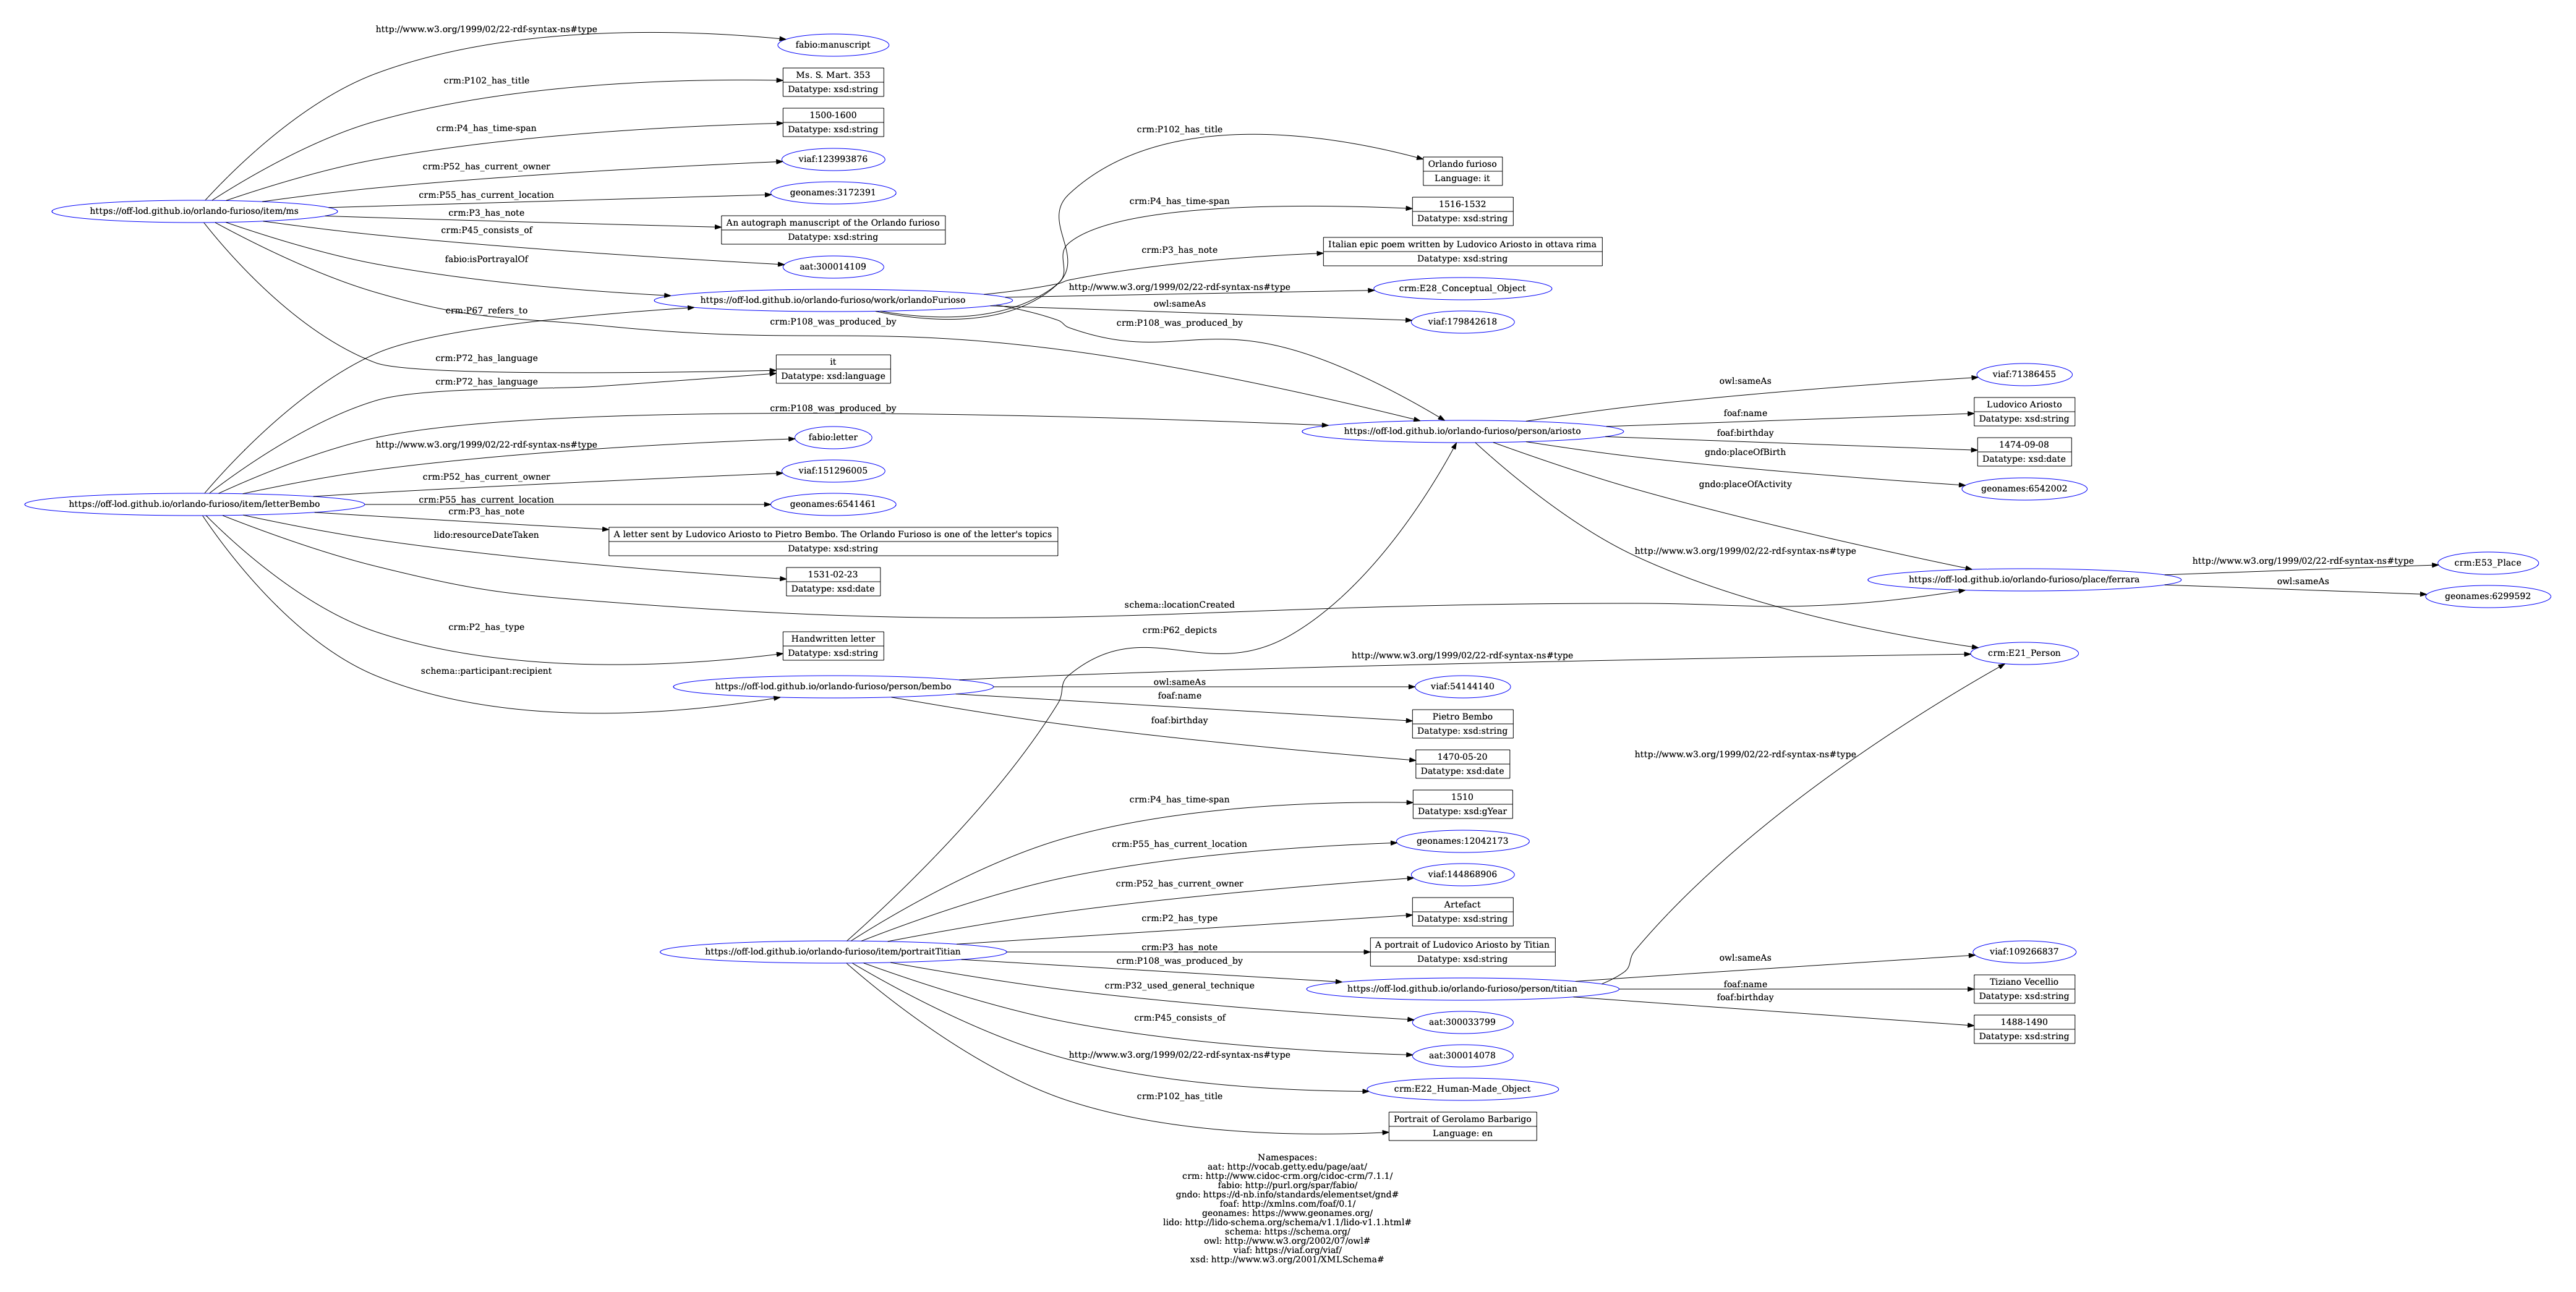 http://www.w3.org/1999/02/22-rdf-syntax-ns#type
fabio:manuscript
crm:P102_has_title
Ms. S. Mart. 353
Datatype: xsd:string
crm:P4_has_time-span
1500-1600
Datatype: xsd:string
crm:P52_has_current_owner
viaf:123993876
crm:P55_has_current_location
geonames:3172391
https://off-lod.github.io/orlando-furioso/item/ms
crm:P3_has_note
An autograph manuscript of the Orlando furioso
Datatype: xsd:string
crm:P45_consists_of
aat:300014109
fabio:isPortrayalOf
https://off-lod.github.io/orlando-furioso/work/orlandoFurioso
crm:P102_has_title
Orlando furioso
Language: it
crm:P4_has_time-span
1516-1532
Datatype: xsd:string
crm:P3_has_note
Italian epic poem written by Ludovico Ariosto in ottava rima
Datatype: xsd:string
http://www.w3.org/1999/02/22-rdf-syntax-ns#type
crm:E28_Conceptual_Object
owl:sameAs
viaf:179842618
crm:P108_was_produced_by
crm:P67_refers_to
crm:P108_was_produced_by
crm:P72_has_language
it
Datatype: xsd:language
crm:P72_has_language
crm:P108_was_produced_by
http://www.w3.org/1999/02/22-rdf-syntax-ns#type
fabio:letter
crm:P52_has_current_owner
viaf:151296005
https://off-lod.github.io/orlando-furioso/item/letterBembo
crm:P55_has_current_location
geonames:6541461
crm:P3_has_note
A letter sent by Ludovico Ariosto to Pietro Bembo. The Orlando Furioso is one of the letter's topics
Datatype: xsd:string
lido:resourceDateTaken
1531-02-23
Datatype: xsd:date
schema::locationCreated
crm:P2_has_type
Handwritten letter
Datatype: xsd:string
schema::participant:recipient
https://off-lod.github.io/orlando-furioso/person/ariosto
owl:sameAs
viaf:71386455
foaf:name
Ludovico Ariosto
Datatype: xsd:string
foaf:birthday
1474-09-08
Datatype: xsd:date
gndo:placeOfBirth
geonames:6542002
gndo:placeOfActivity
http://www.w3.org/1999/02/22-rdf-syntax-ns#type
https://off-lod.github.io/orlando-furioso/place/ferrara
http://www.w3.org/1999/02/22-rdf-syntax-ns#type
crm:E53_Place
owl:sameAs
geonames:6299592
crm:P62_depicts
http://www.w3.org/1999/02/22-rdf-syntax-ns#type
crm:E21_Person
https://off-lod.github.io/orlando-furioso/person/bembo
owl:sameAs
viaf:54144140
foaf:name
Pietro Bembo
Datatype: xsd:string
foaf:birthday
1470-05-20
Datatype: xsd:date
http://www.w3.org/1999/02/22-rdf-syntax-ns#type
crm:P4_has_time-span
1510
Datatype: xsd:gYear
crm:P55_has_current_location
geonames:12042173
crm:P52_has_current_owner
viaf:144868906
crm:P2_has_type
Artefact
Datatype: xsd:string
https://off-lod.github.io/orlando-furioso/item/portraitTitian
crm:P3_has_note
A portrait of Ludovico Ariosto by Titian
Datatype: xsd:string
crm:P108_was_produced_by
https://off-lod.github.io/orlando-furioso/person/titian
owl:sameAs
viaf:109266837
foaf:name
Tiziano Vecellio
Datatype: xsd:string
foaf:birthday
1488-1490
Datatype: xsd:string
crm:P32_used_general_technique
aat:300033799
crm:P45_consists_of
aat:300014078
http://www.w3.org/1999/02/22-rdf-syntax-ns#type
crm:E22_Human-Made_Object
crm:P102_has_title
Portrait of Gerolamo Barbarigo
Language: en
Namespaces:
aat: http://vocab.getty.edu/page/aat/
crm: http://www.cidoc-crm.org/cidoc-crm/7.1.1/
fabio: http://purl.org/spar/fabio/
gndo: https://d-nb.info/standards/elementset/gnd#
foaf: http://xmlns.com/foaf/0.1/
geonames: https://www.geonames.org/
lido: http://lido-schema.org/schema/v1.1/lido-v1.1.html#
schema: https://schema.org/
owl: http://www.w3.org/2002/07/owl#
viaf: https://viaf.org/viaf/
xsd: http://www.w3.org/2001/XMLSchema#